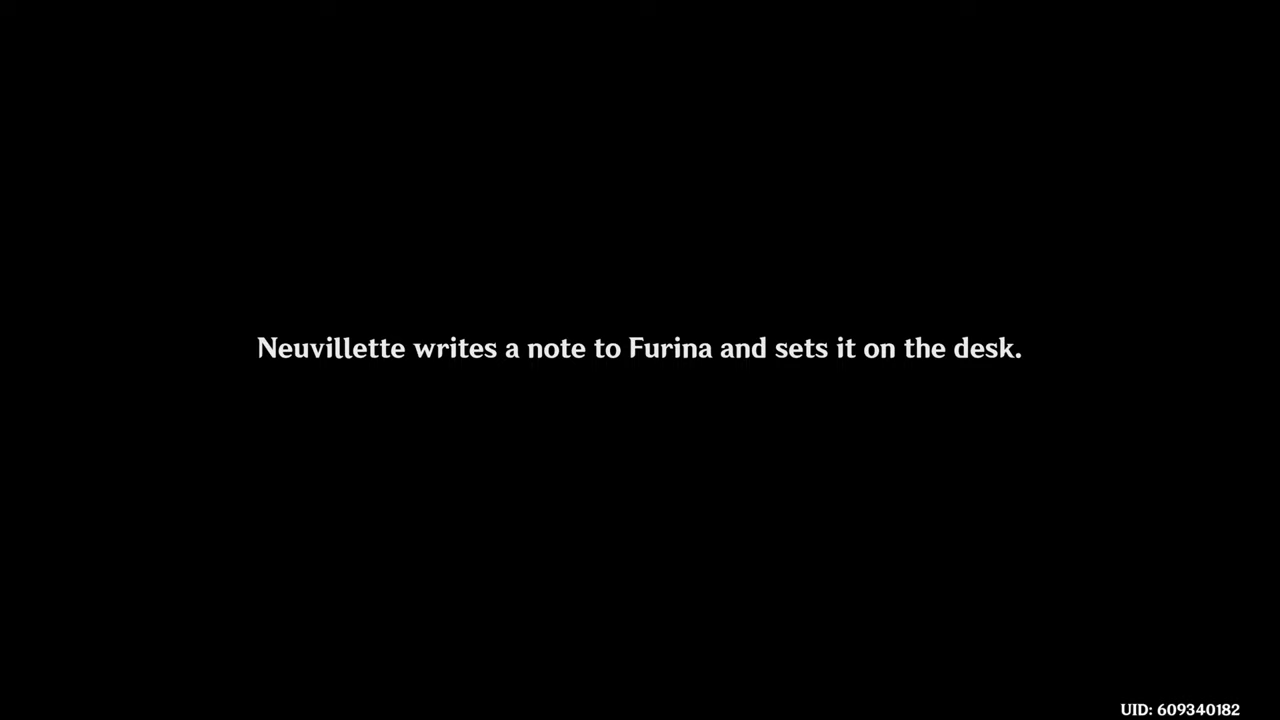 Neuvillette writes a note to Furina and sets it on the desk.
UID: 609340182